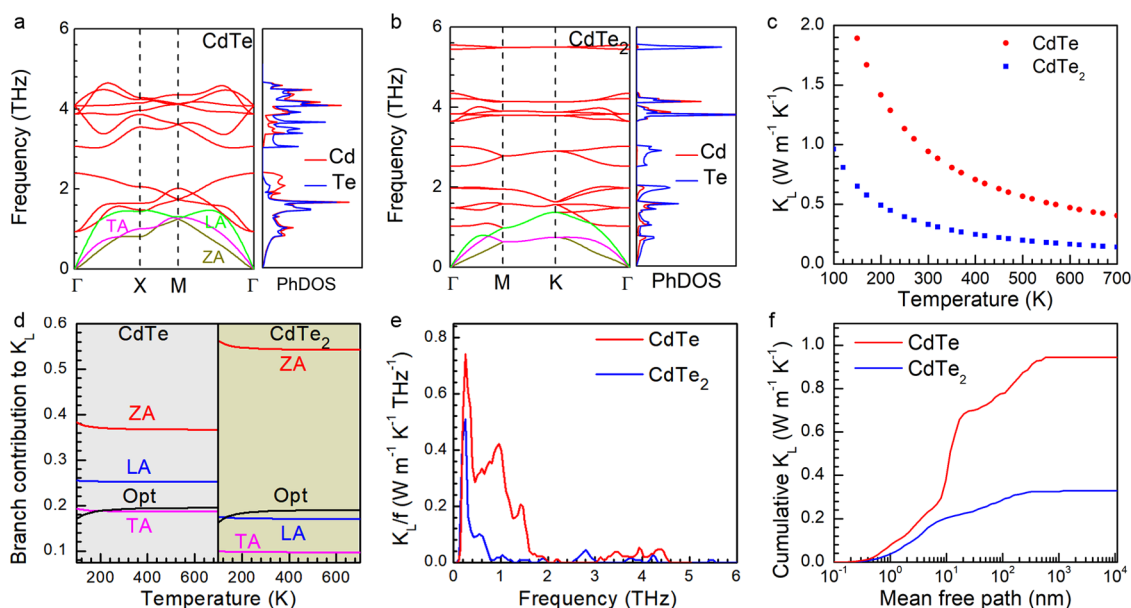 a
CdTe
Frequency (THz)
6
4
2
0
TA
LA
ZA
Γ X M Γ
Cd
Te
PhDOS
b
CdTe₂
Frequency (THz)
6
4
2
0
Γ M K Γ
Cd
Te
PhDOS
c
CdTe
CdTe₂
K_L (W m⁻¹ K⁻¹)
2.0
1.5
1.0
0.5
0.0
200 300 400 500 600 700
Temperature (K)
d
CdTe
CdTe₂
Branch contribution to K_L
0.6
0.5
0.4
0.3
0.2
0.1
ZA
LA
Opt
TA
ZA
Opt
LA
TA
200 400 600 200 400 600
Temperature (K)
e
CdTe
CdTe₂
K_L/f (W m⁻¹ K⁻¹ THz⁻¹)
0.8
0.6
0.4
0.2
0.0
0 1 2 3 4 5 6
Frequency (THz)
f
CdTe
CdTe₂
Cumulative K_L (W m⁻¹ K⁻¹)
1.0
0.8
0.6
0.4
0.2
0.0
10⁻¹ 10⁰ 10¹ 10² 10³ 10⁴
Mean free path (nm)